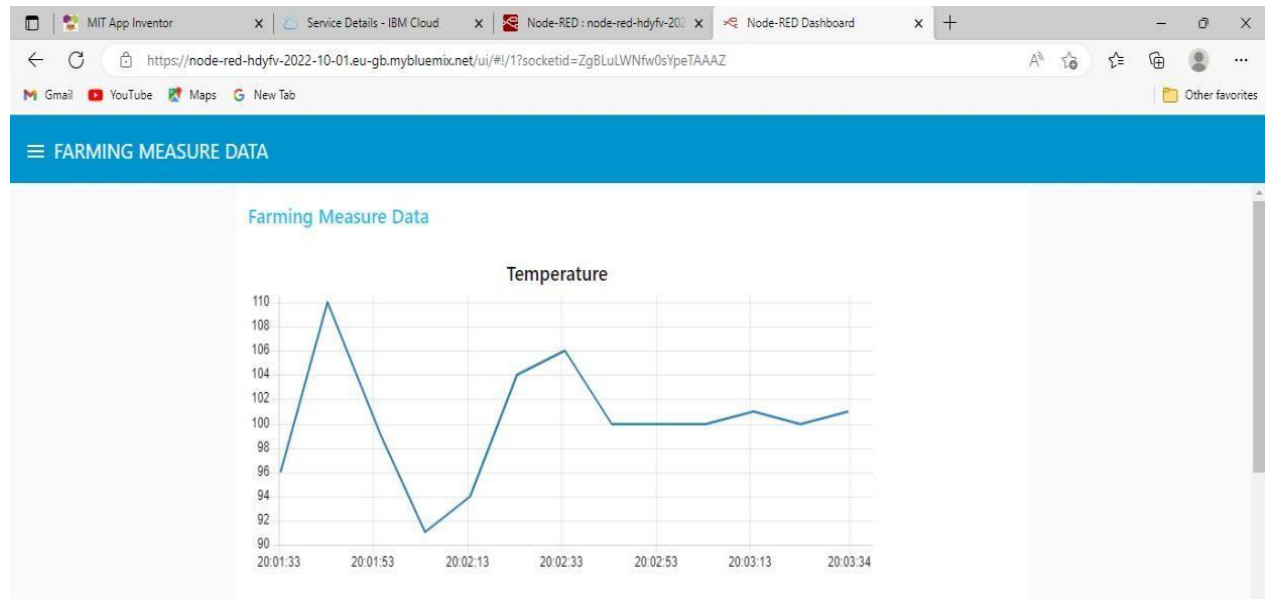 MIT App Inventor
Service Details - IBM Cloud
Node-RED : node-red-hdyfv-202
Node-RED Dashboard
https://node-red-hdyfv-2022-10-01.eu-gb.mybluemix.net/ui/#!/1?socketid=ZgBLuLWNfw0sYpeTAAAZ
Gmail YouTube Maps New Tab Other favorites
FARMING MEASURE DATA
Farming Measure Data
Temperature
110
108
106
104
102
100
98
96
94
92
90
20:01:33 20:01:53 20:02:13 20:02:33 20:02:53 20:03:13 20:03:34